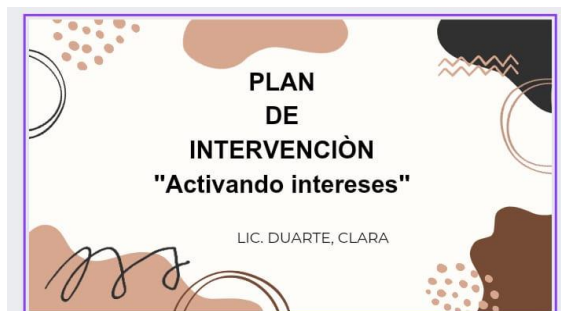 PLAN
DE
INTERVENCIÒN
"Activando intereses"
LIC. DUARTE, CLARA